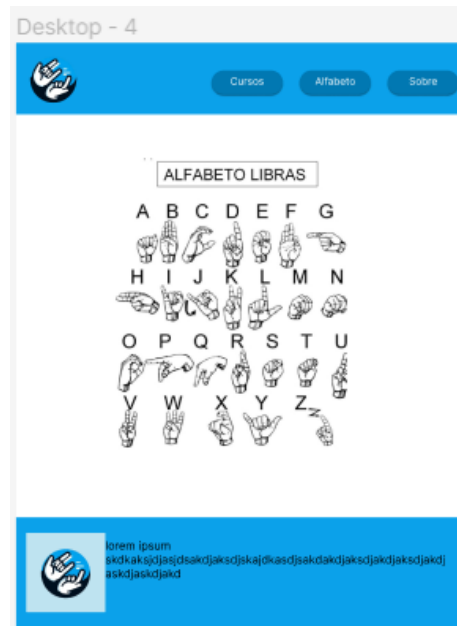 Desktop - 4
Cursos Alfabeto Sobre
ALFABETO LIBRAS
A B C D E F G
H I J K L M N
O P Q R S T U
V W X Y Z
lorem ipsum
skdkaksjdjasjdsakdjaksdjskajdkasdjsakdakdjaksdjakdjaksdjakdj
askdjaskdjakd